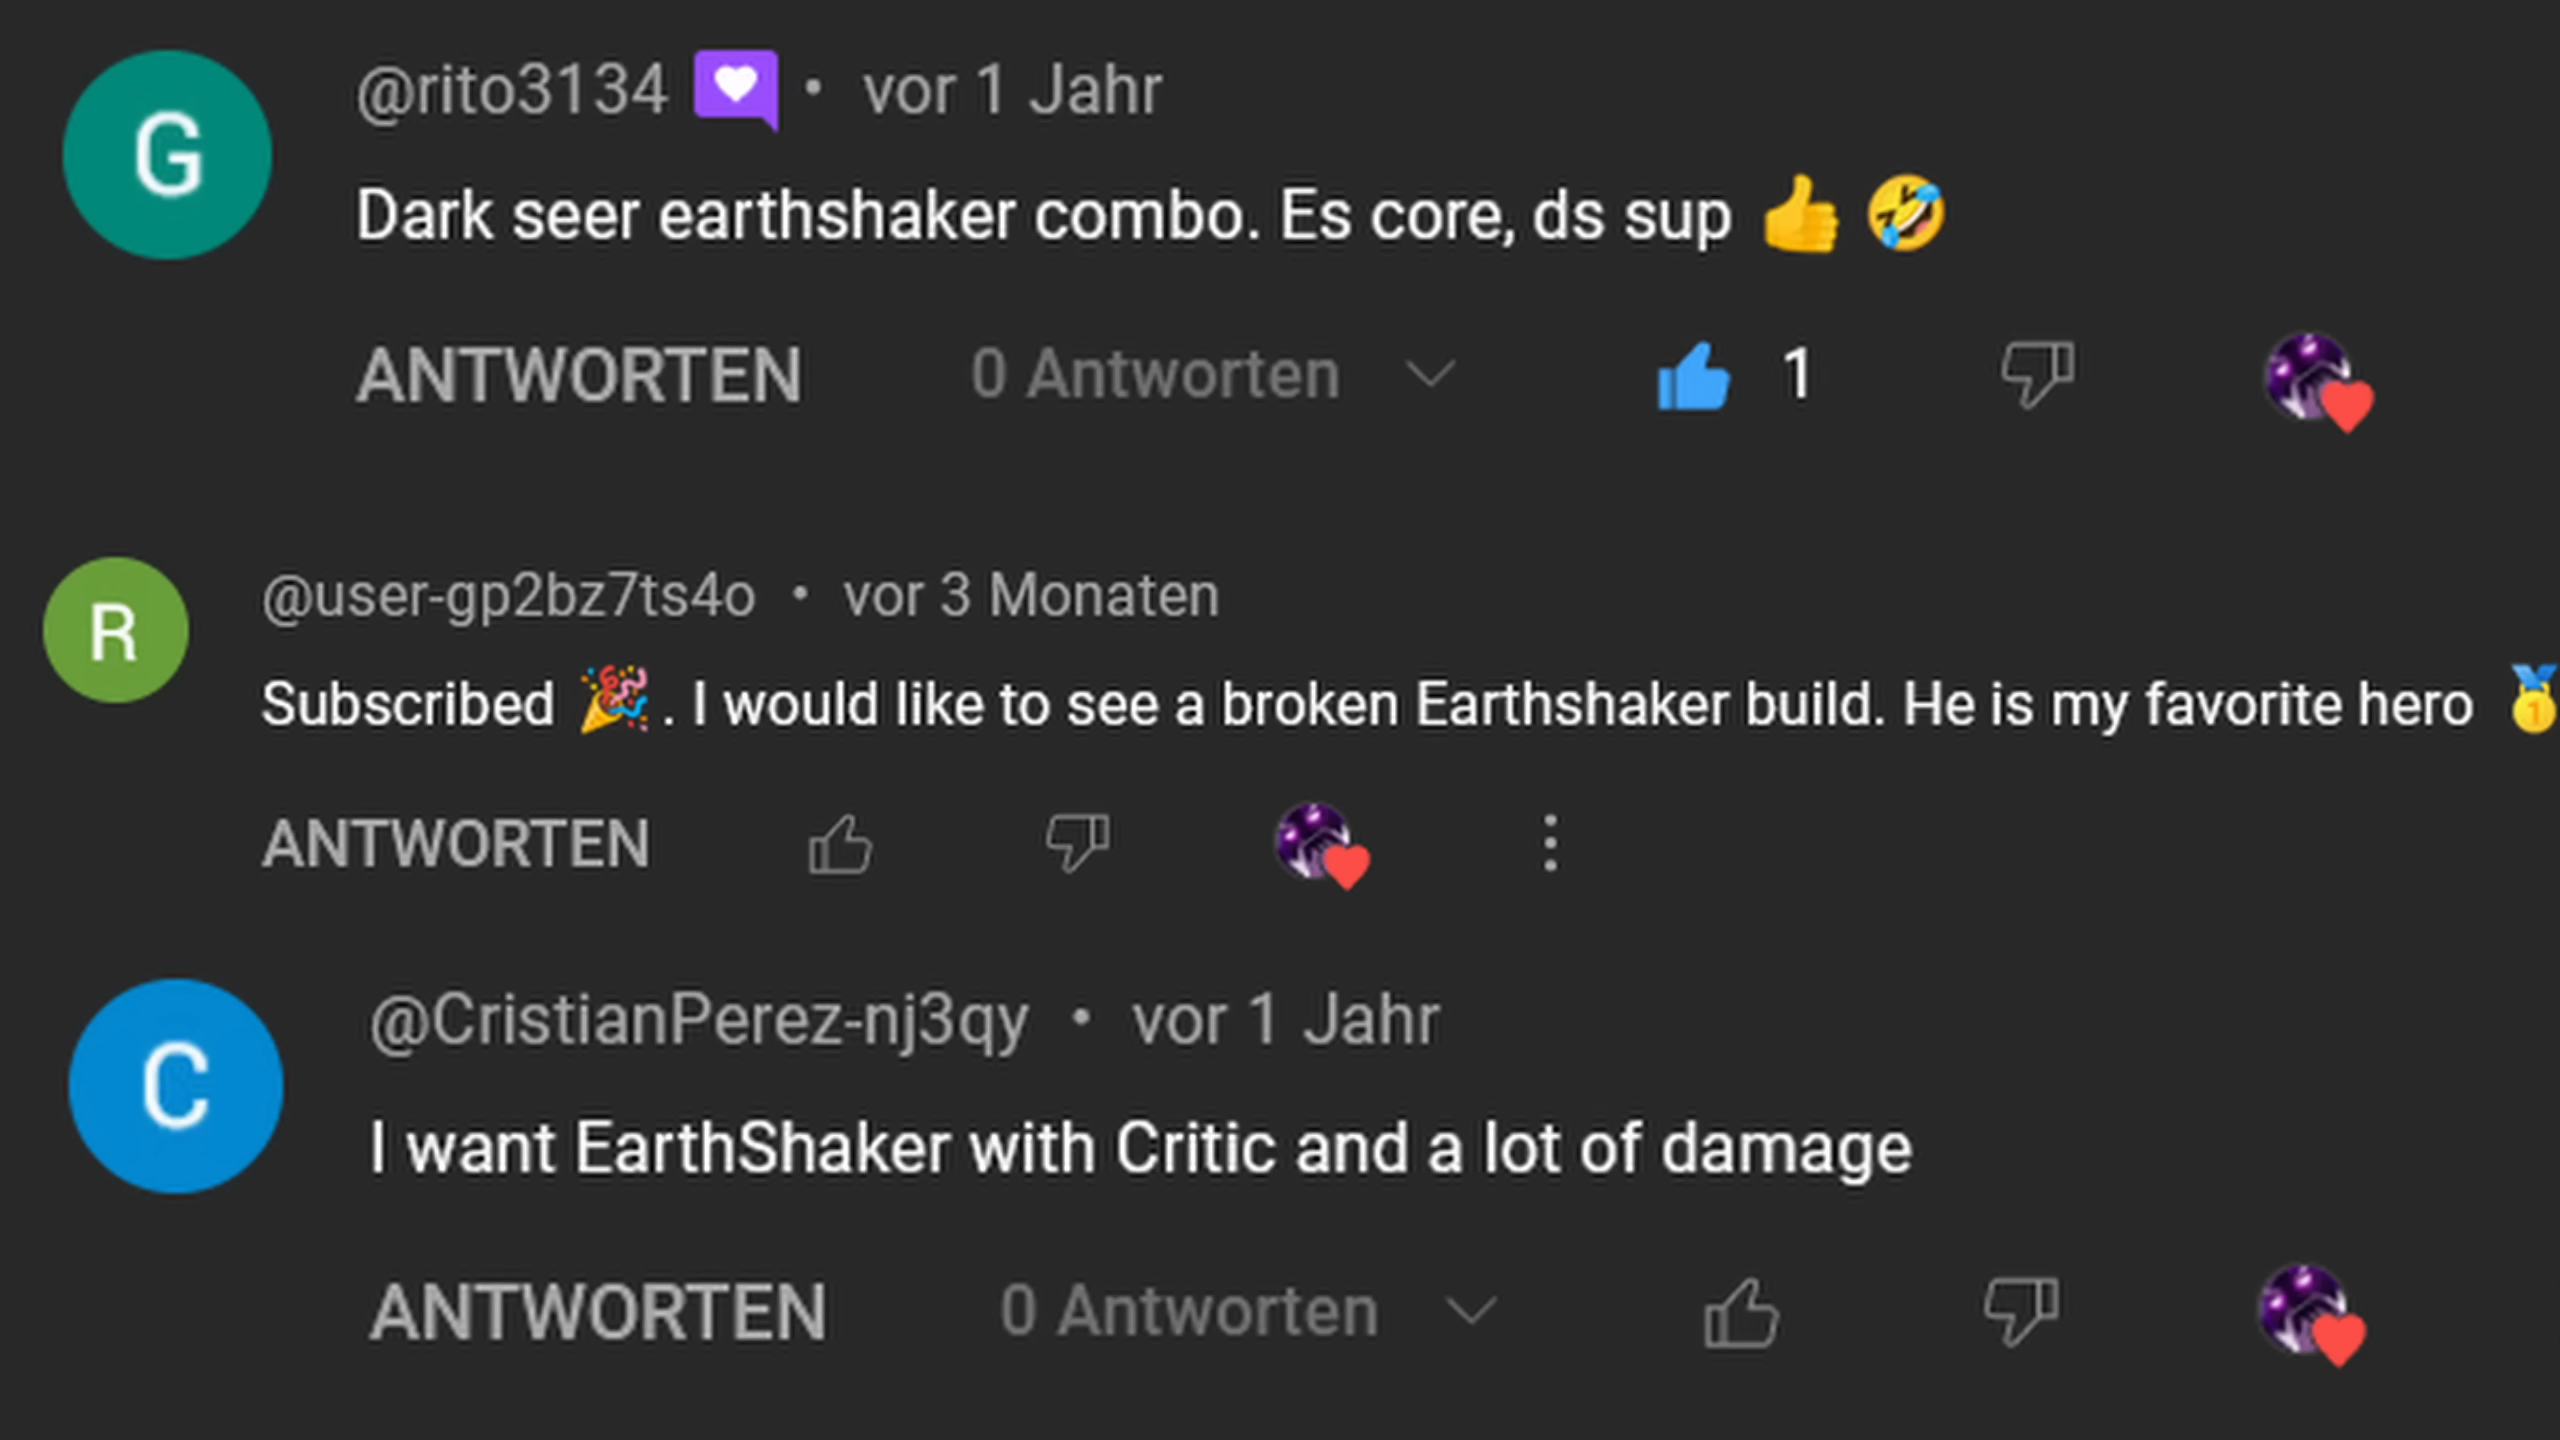 G
@rito3134 • vor 1 Jahr
Dark seer earthshaker combo. Es core, ds sup 👍 🤣
ANTWORTEN 0 Antworten 1
R
@user-gp2bz7ts4o • vor 3 Monaten
Subscribed 🎉 . I would like to see a broken Earthshaker build. He is my favorite hero 🥇
ANTWORTEN
C
@CristianPerez-nj3qy • vor 1 Jahr
I want EarthShaker with Critic and a lot of damage
ANTWORTEN 0 Antworten